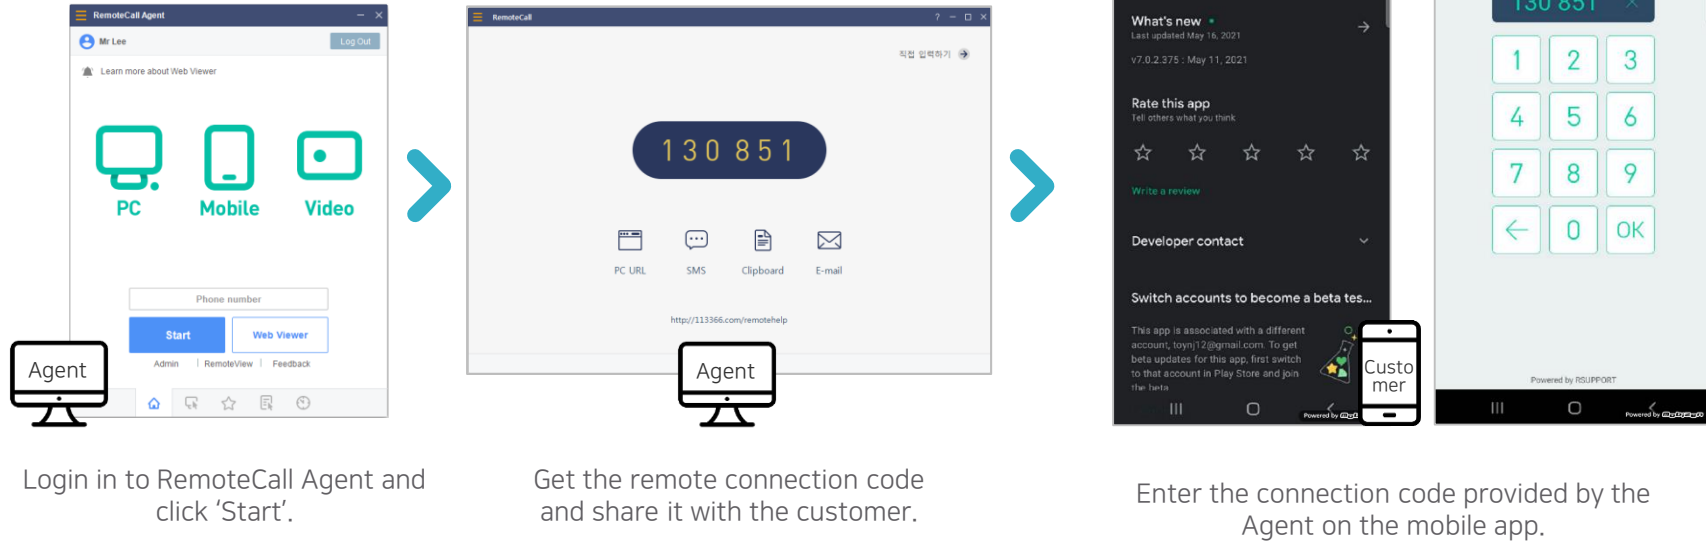 RemoteCall Agent
Mr Lee
Log Out
Learn more about Web Viewer
PC
Mobile
Video
Phone number
Start
Web Viewer
Admin | RemoteView | Feedback
Agent
Login in to RemoteCall Agent and
click ‘Start’.
RemoteCall
직접 입력하기
130 851
PC URL
SMS
Clipboard
E-mail
http://113366.com/remotehelp
Agent
Get the remote connection code
and share it with the customer.
What's new
Last updated May 16, 2021
v7.0.2.375 : May 11, 2021
Rate this app
Tell others what you think
Write a review
Developer contact
Switch accounts to become a beta tes...
This app is associated with a different
account, toynj12@gmail.com. To get
beta updates for this app, first switch
to that account in Play Store and join
the beta
Powered by
Custo
mer
130 851
1 2 3
4 5 6
7 8 9
0 OK
Powered by RSUPPORT
Powered by
Enter the connection code provided by the
Agent on the mobile app.